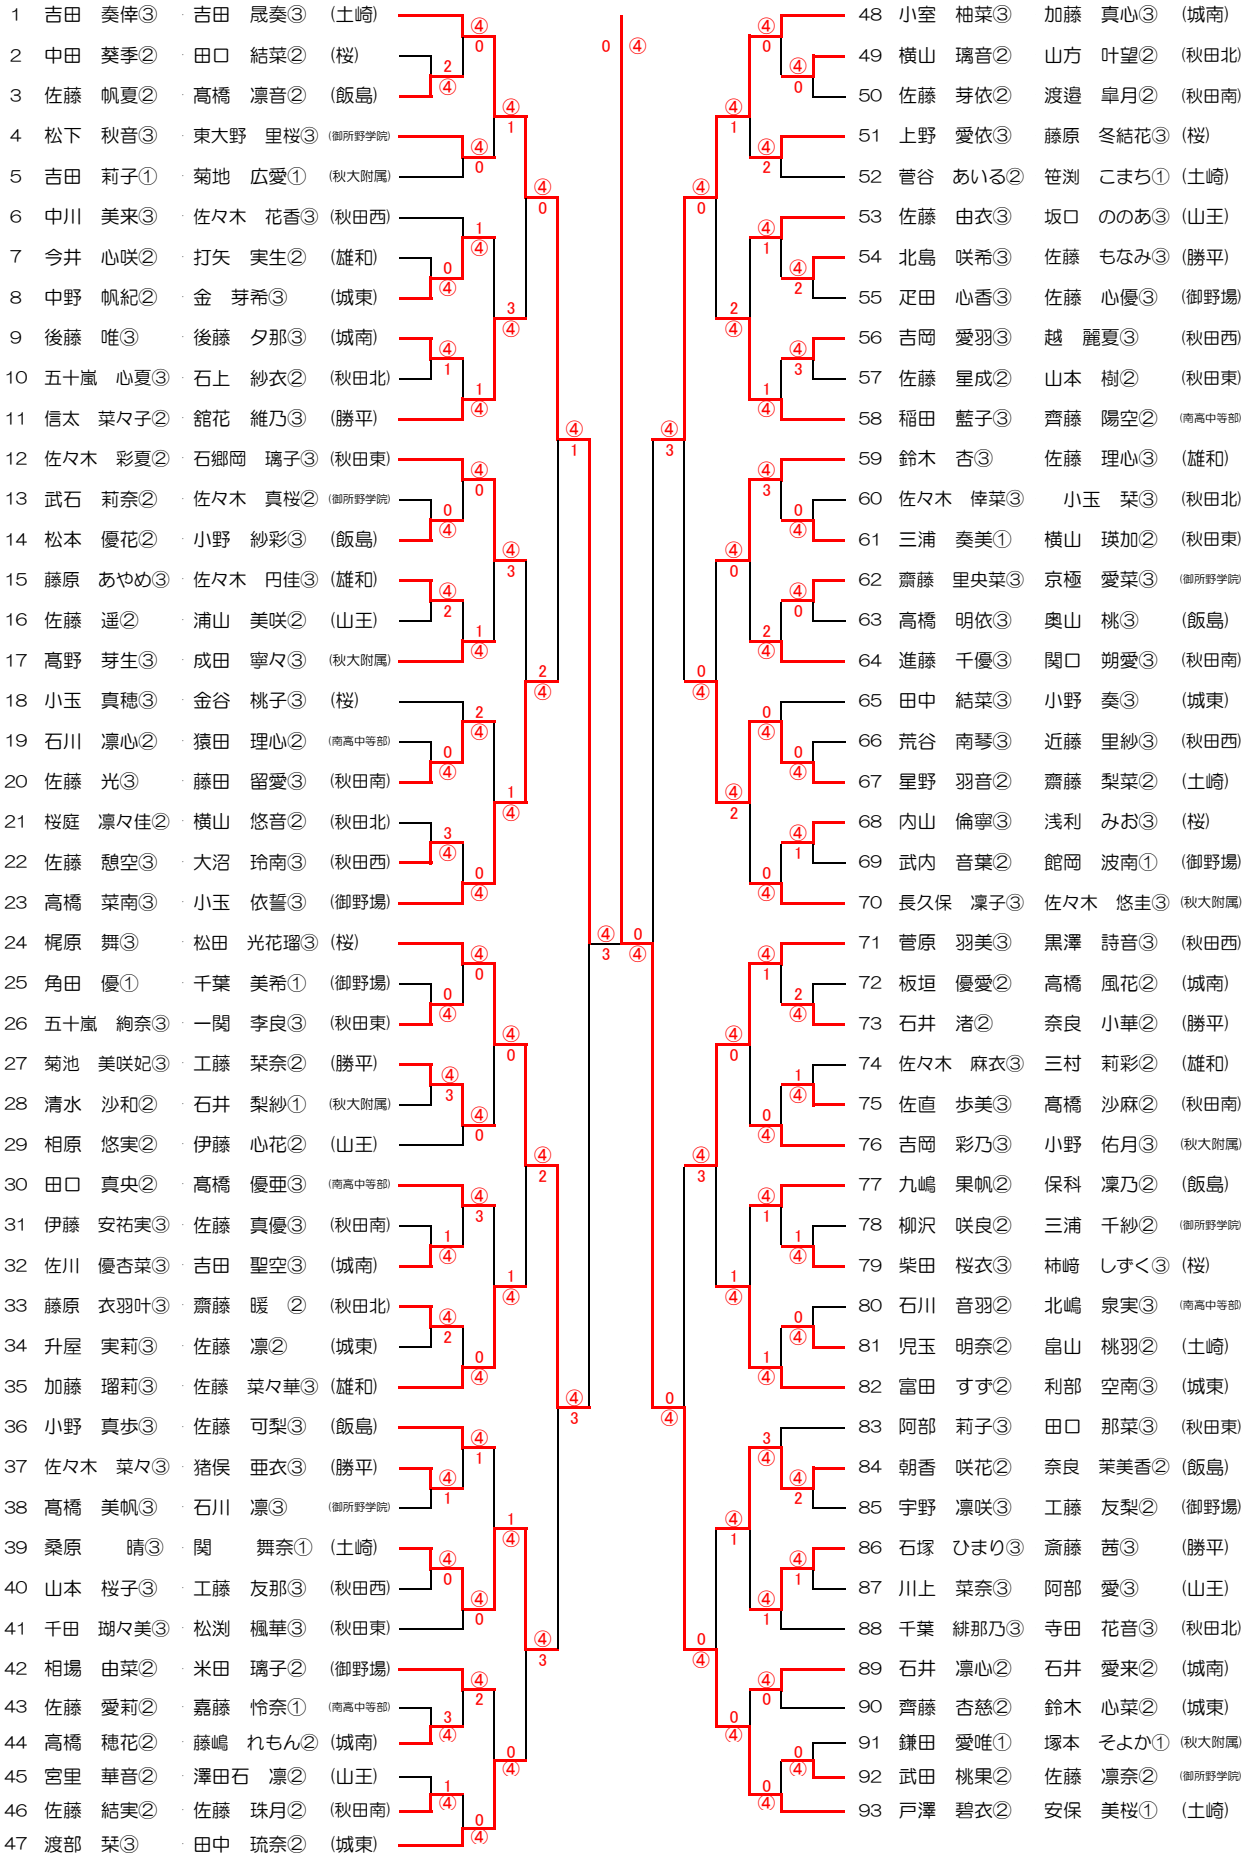 1 吉田 奏倖③ ・ 吉田 晟奏③ (土崎)
2 中田 葵季② ・ 田口 結菜② (桜)
3 佐藤 帆夏② ・ 髙橋 凛音② (飯島)
4 松下 秋音③ ・ 東大野 里桜③ (御所野学院)
5 吉田 莉子① ・ 菊地 広愛① (秋大附属)
6 中川 美来③ ・ 佐々木 花香③ (秋田西)
7 今井 心咲② ・ 打矢 実生② (雄和)
8 中野 帆紀② ・ 金 芽希③ (城東)
9 後藤 唯③ ・ 後藤 夕那③ (城南)
10 五十嵐 心夏③ ・ 石上 紗衣② (秋田北)
11 信太 菜々子② ・ 舘花 維乃③ (勝平)
12 佐々木 彩夏② ・ 石郷岡 璃子③ (秋田東)
13 武石 莉奈② ・ 佐々木 真桜② (御所野学院)
14 松本 優花② ・ 小野 紗彩③ (飯島)
15 藤原 あやめ③ ・ 佐々木 円佳③ (雄和)
16 佐藤 遥② ・ 浦山 美咲② (山王)
17 髙野 芽生③ ・ 成田 寧々③ (秋大附属)
18 小玉 真穂③ ・ 金谷 桃子③ (桜)
19 石川 凛心② ・ 猿田 理心② (南高中等部)
20 佐藤 光③ ・ 藤田 留愛③ (秋田南)
21 桜庭 凛々佳② ・ 横山 悠音② (秋田北)
22 佐藤 憩空③ ・ 大沼 玲南③ (秋田西)
23 高橋 菜南③ ・ 小玉 依誓③ (御野場)
24 梶原 舞③ ・ 松田 光花瑠③ (桜)
25 角田 優① ・ 千葉 美希① (御野場)
26 五十嵐 絢奈③ ・ 一関 李良③ (秋田東)
27 菊池 美咲妃③ ・ 工藤 栞奈② (勝平)
28 清水 沙和② ・ 石井 梨紗① (秋大附属)
29 相原 悠実② ・ 伊藤 心花② (山王)
30 田口 真央② ・ 髙橋 優亜③ (南高中等部)
31 伊藤 安祐実③ ・ 佐藤 真優③ (秋田南)
32 佐川 優杏菜③ ・ 吉田 聖空③ (城南)
33 藤原 衣羽叶③ ・ 齋藤 暖 ② (秋田北)
34 升屋 実莉③ ・ 佐藤 凛② (城東)
35 加藤 瑠莉③ ・ 佐藤 菜々華③ (雄和)
36 小野 真歩③ ・ 佐藤 可梨③ (飯島)
37 佐々木 菜々③ ・ 猪俣 亜衣③ (勝平)
38 髙橋 美帆③ ・ 石川 凛③ (御所野学院)
39 桑原 晴③ ・ 関 舞奈① (土崎)
40 山本 桜子③ ・ 工藤 友那③ (秋田西)
41 千田 瑚々美③ ・ 松渕 楓華③ (秋田東)
42 相場 由菜② ・ 米田 璃子② (御野場)
43 佐藤 愛莉② ・ 嘉藤 怜奈① (南高中等部)
44 高橋 穂花② ・ 藤嶋 れもん② (城南)
45 宮里 華音② ・ 澤田石 凛② (山王)
46 佐藤 結実② ・ 佐藤 珠月② (秋田南)
47 渡部 栞③ ・ 田中 琉奈② (城東)
0 ④
48 小室 柚菜③ 加藤 真心③ (城南)
49 横山 璃音② 山方 叶望② (秋田北)
50 佐藤 芽依② 渡邉 皐月② (秋田南)
51 上野 愛依③ 藤原 冬結花③ (桜)
52 菅谷 あいる② 笹渕 こまち① (土崎)
53 佐藤 由衣③ 坂口 ののあ③ (山王)
54 北島 咲希③ 佐藤 もなみ③ (勝平)
55 疋田 心香③ 佐藤 心優③ (御野場)
56 吉岡 愛羽③ 越 麗夏③ (秋田西)
57 佐藤 星成② 山本 樹② (秋田東)
58 稲田 藍子③ 齊藤 陽空② (南高中等部)
59 鈴木 杏③ 佐藤 理心③ (雄和)
60 佐々木 倖菜③ 小玉 栞③ (秋田北)
61 三浦 奏美① 横山 瑛加② (秋田東)
62 齋藤 里央菜③ 京極 愛菜③ (御所野学院)
63 高橋 明依③ 奥山 桃③ (飯島)
64 進藤 千優③ 関口 朔愛③ (秋田南)
65 田中 結菜③ 小野 奏③ (城東)
66 荒谷 南琴③ 近藤 里紗③ (秋田西)
67 星野 羽音② 齋藤 梨菜② (土崎)
68 内山 倫寧③ 浅利 みお③ (桜)
69 武内 音葉② 館岡 波南① (御野場)
70 長久保 凜子③ 佐々木 悠圭③ (秋大附属)
71 菅原 羽美③ 黒澤 詩音③ (秋田西)
72 板垣 優愛② 高橋 風花② (城南)
73 石井 渚② 奈良 小華② (勝平)
74 佐々木 麻衣③ 三村 莉彩② (雄和)
75 佐直 歩美③ 髙橋 沙麻② (秋田南)
76 吉岡 彩乃③ 小野 佑月③ (秋大附属)
77 九嶋 果帆② 保科 凜乃② (飯島)
78 柳沢 咲良② 三浦 千紗② (御所野学院)
79 柴田 桜衣③ 柿﨑 しずく③ (桜)
80 石川 音羽② 北嶋 泉実③ (南高中等部)
81 児玉 明奈② 畠山 桃羽② (土崎)
82 富田 すず② 利部 空南③ (城東)
83 阿部 莉子③ 田口 那菜③ (秋田東)
84 朝香 咲花② 奈良 茉美香② (飯島)
85 宇野 凛咲③ 工藤 友梨② (御野場)
86 石塚 ひまり③ 斎藤 茜③ (勝平)
87 川上 菜奈③ 阿部 愛③ (山王)
88 千葉 緋那乃③ 寺田 花音③ (秋田北)
89 石井 凛心② 石井 愛来② (城南)
90 齊藤 杏慈② 鈴木 心菜② (城東)
91 鎌田 愛唯① 塚本 そよか① (秋大附属)
92 武田 桃果② 佐藤 凛奈② (御所野学院)
93 戸澤 碧衣② 安保 美桜① (土崎)